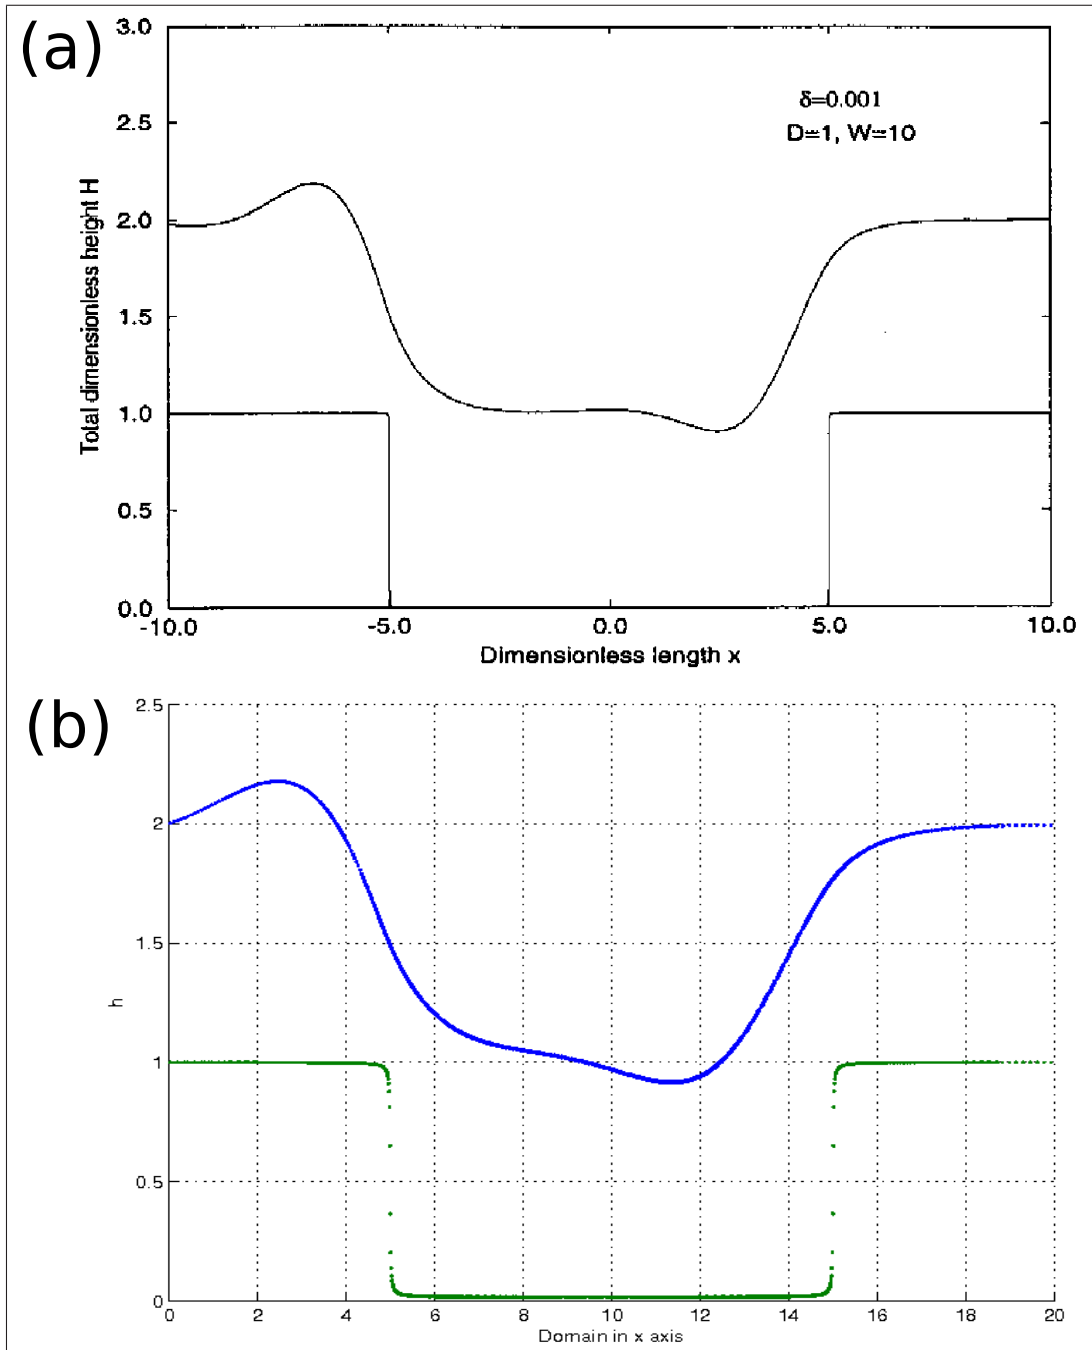 (a)
3.0
2.5
2.0
1.5
1.0
0.5
0.0
Total dimensionless height H
δ=0.001
D=1, W=10
-10.0 -5.0 0.0 5.0 10.0
Dimensionless length x
(b)
2.5
2
1.5
1
0.5
0
h
0 2 4 6 8 10 12 14 16 18 20
Domain in x axis